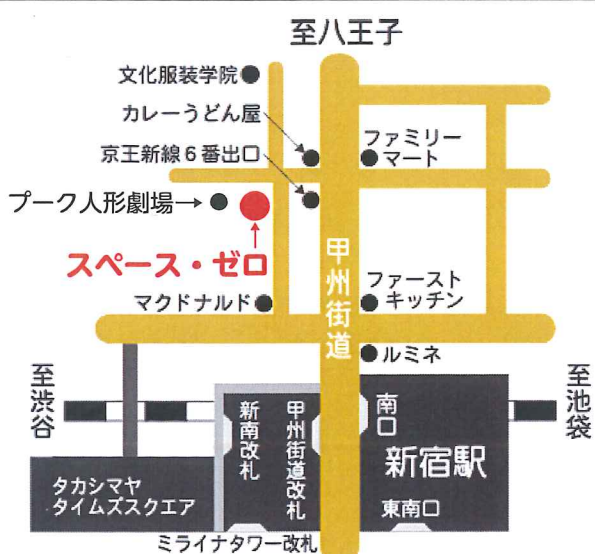 至八王子
文化服装学院
カレーうどん屋
京王新線6番出口
ファミリー
マート
プーク人形劇場→
スペース・ゼロ
マクドナルド
甲州街道
ファースト
キッチン
ルミネ
至渋谷
至池袋
新南改札
甲州街道改札
南口
新宿駅
タカシマヤ
タイムズスクエア
東南口
ミライナタワー改札